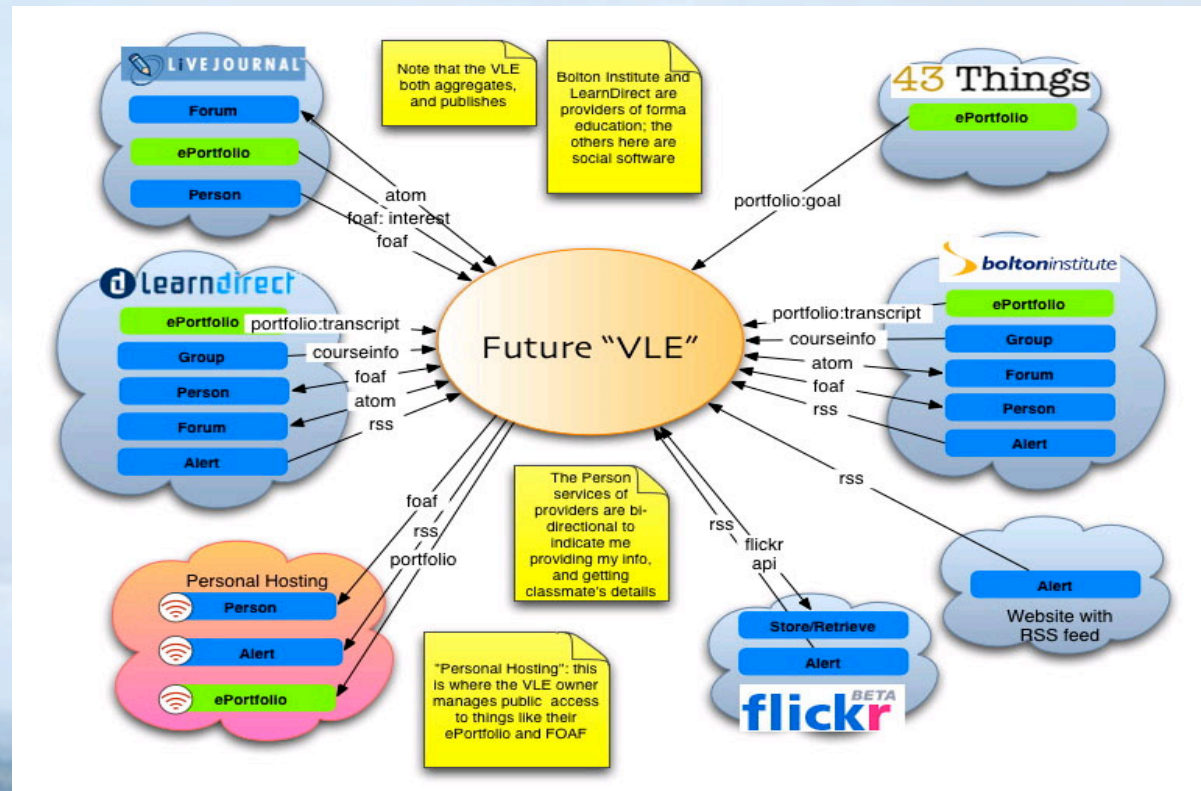 LiVEJOURNAL
Forum
ePortfolio
Person
Note that the VLE
both aggregates,
and publishes
Bolton Institute and
LearnDirect are
providers of forma
education; the
others here are
social software
43 Things
ePortfolio
atom
foaf: interest
foaf
portfolio:goal
learndirect
ePortfolio
Group
Person
Forum
Alert
portfolio:transcript
courseinfo
foaf
atom
rss
Future "VLE"
portfolio:transcript
courseinfo
atom
foaf
rss
boltoninstitute
ePortfolio
Group
Forum
Person
Alert
foaf
rss
portfolio
The Person
services of
providers are bi-
directional to
indicate me
providing my info,
and getting
classmate's details
rss
flickr
api
rss
Personal Hosting
Person
Alert
ePortfolio
"Personal Hosting": this
is where the VLE owner
manages public access
to things like their
ePortfolio and FOAF
Store/Retrieve
Alert
BETA
flickr
Alert
Website with
RSS feed